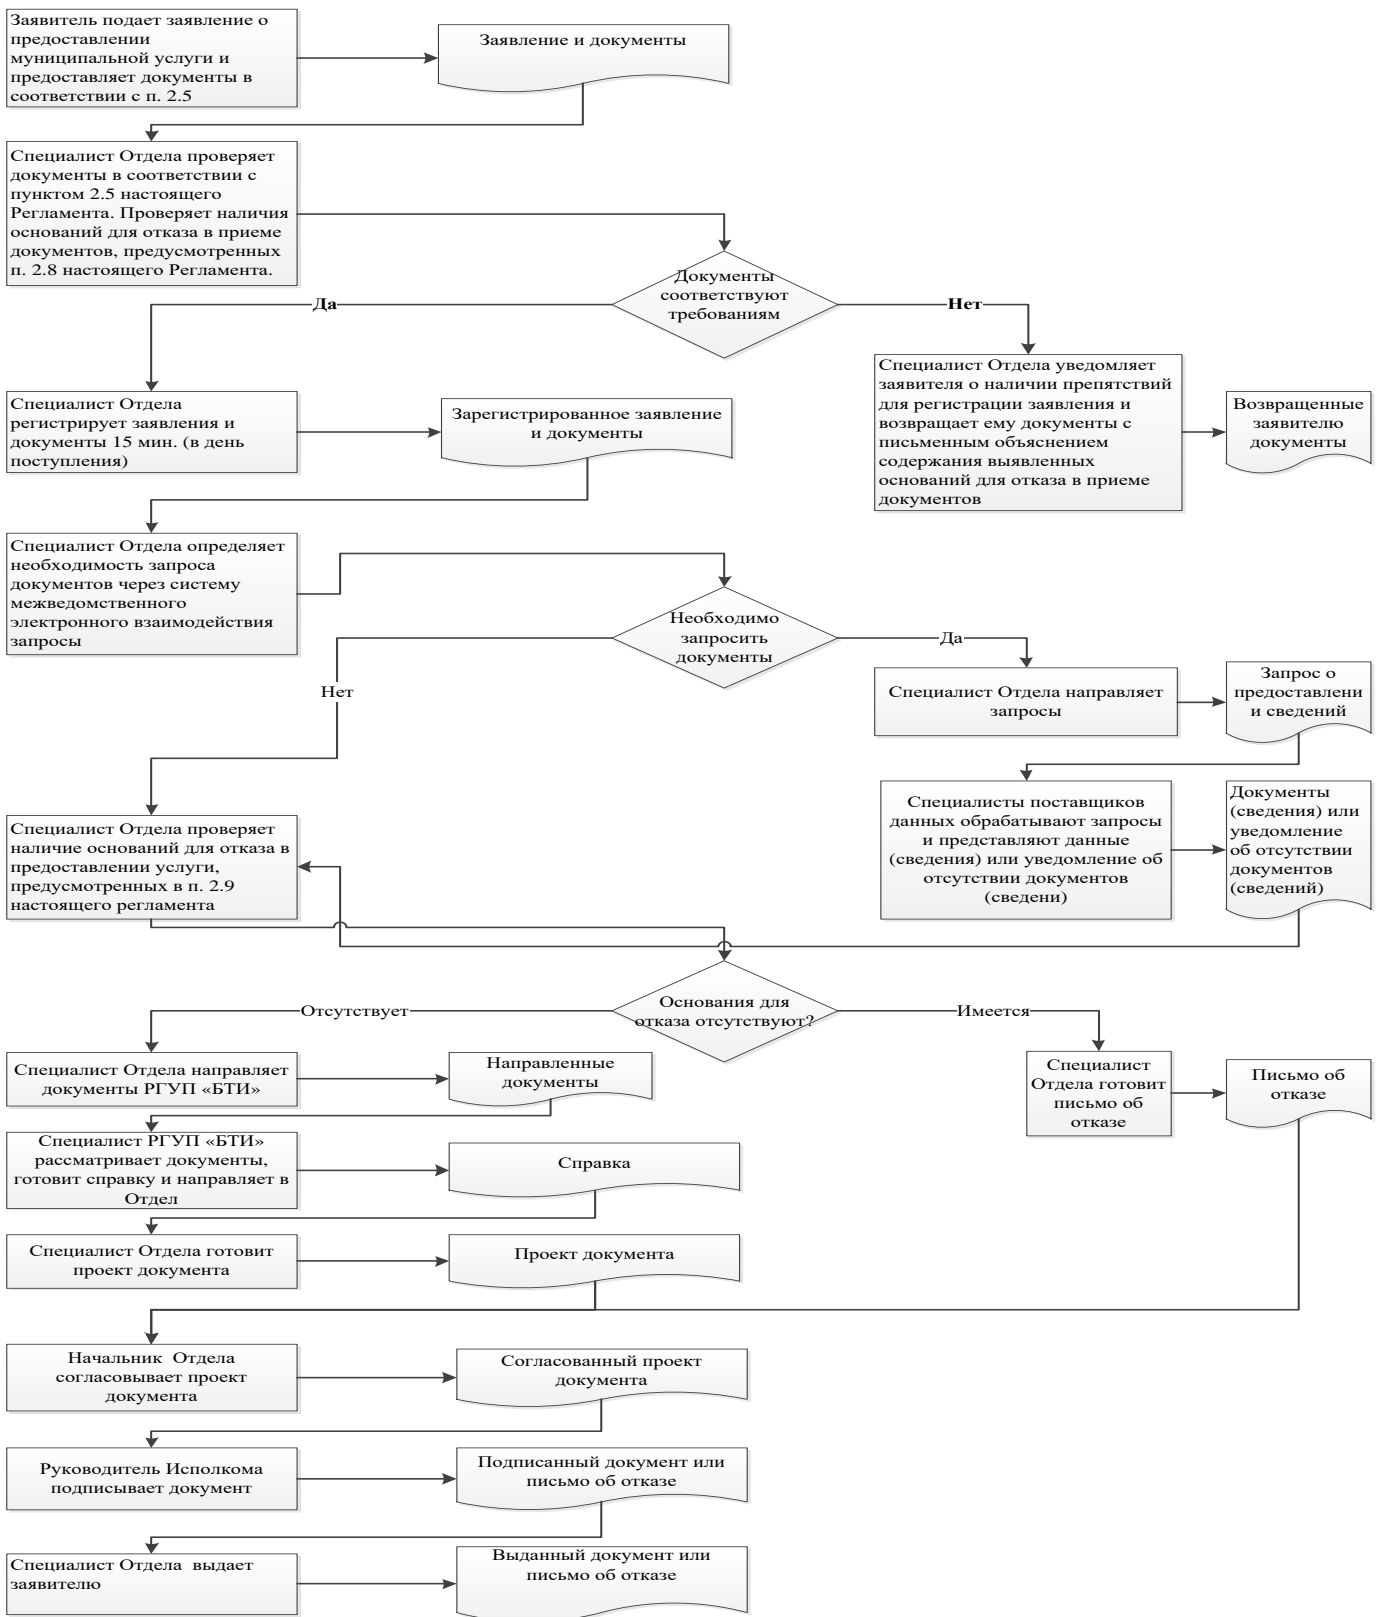 Заявитель подает заявление о
предоставлении
муниципальной услуги и
предоставляет документы в
соответствии с п. 2.5
Заявление и документы
Специалист Отдела проверяет
документы в соответствии с
пунктом 2.5 настоящего
Регламента. Проверяет наличия
оснований для отказа в приеме
документов, предусмотренных
п. 2.8 настоящего Регламента.
Документы
соответствуют
требованиям
Да
Нет
Специалист Отдела уведомляет
заявителя о наличии препятствий
для регистрации заявления и
возвращает ему документы с
письменным объяснением
содержания выявленных
оснований для отказа в приеме
документов
Возвращенные
заявителю
документы
Специалист Отдела
регистрирует заявления и
документы 15 мин. (в день
поступления)
Зарегистрированное заявление
и документы
Специалист Отдела определяет
необходимость запроса
документов через систему
межведомственного
электронного взаимодействия
запросы
Необходимо
запросить
документы
Да
Нет
Специалист Отдела направляет
запросы
Запрос о
предоставлени
и сведений
Специалисты поставщиков
данных обрабатывают запросы
и представляют данные
(сведения) или уведомление об
отсутствии документов
(сведени)
Документы
(сведения) или
уведомление
об отсутствии
документов
(сведений)
Специалист Отдела проверяет
наличие оснований для отказа в
предоставлении услуги,
предусмотренных в п. 2.9
настоящего регламента
Основания для
отказа отсутствуют?
Отсутствует
Имеется
Специалист Отдела направляет
документы РГУП «БТИ»
Направленные
документы
Специалист
Отдела готовит
письмо об
отказе
Письмо об
отказе
Специалист РГУП «БТИ»
рассматривает документы,
готовит справку и направляет в
Отдел
Справка
Специалист Отдела готовит
проект документа
Проект документа
Начальник  Отдела
согласовывает проект
документа
Согласованный проект
документа
Руководитель Исполкома
подписывает документ
Подписанный документ или
письмо об отказе
Специалист Отдела  выдает
заявителю
Выданный документ или
письмо об отказе